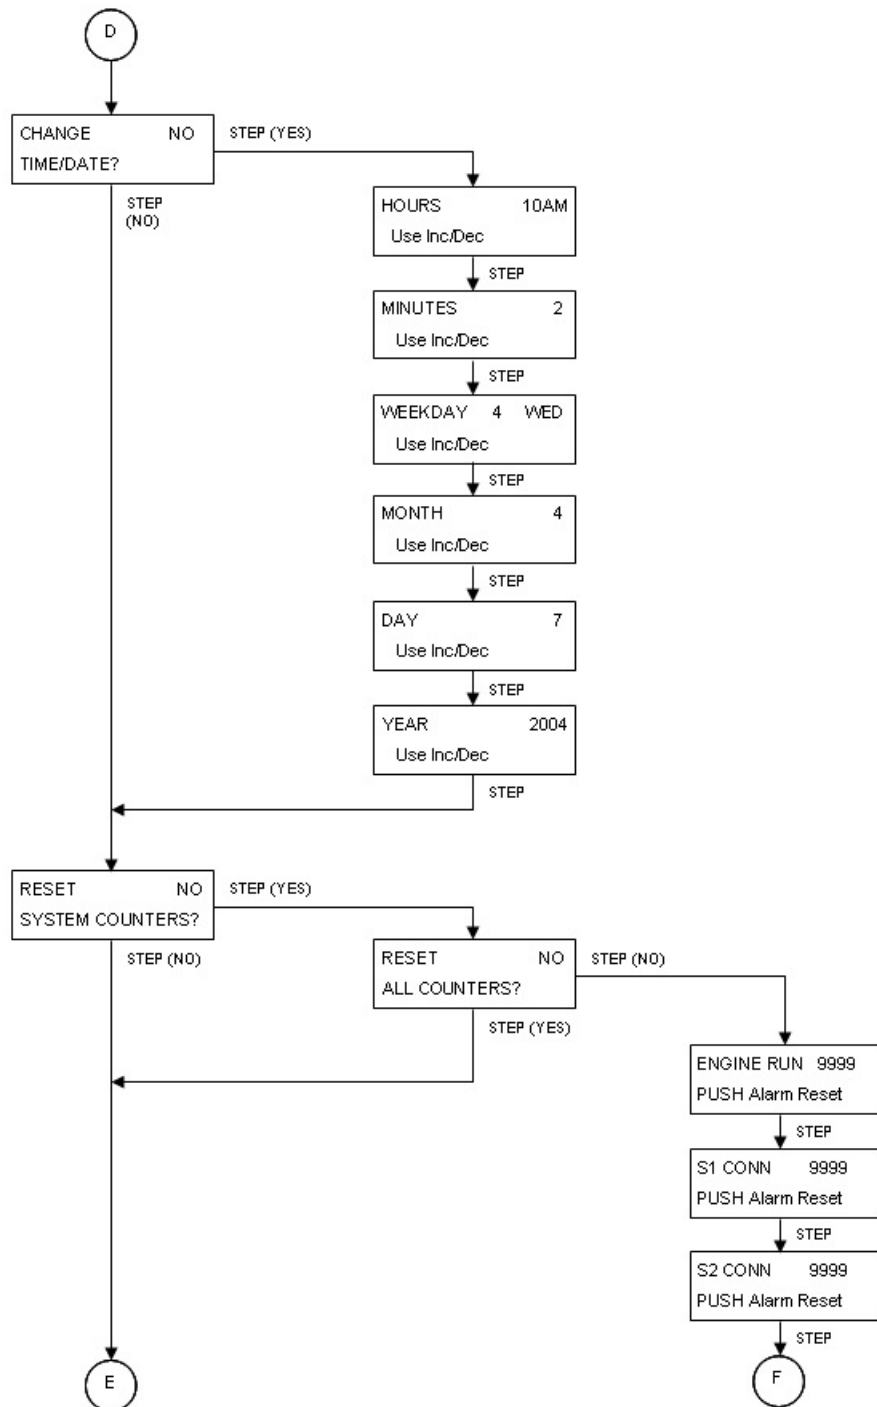 D
CHANGE NO
TIME/DATE?
STEP (YES)
STEP
(NO)
HOURS 10AM
Use Inc/Dec
STEP
MINUTES 2
Use Inc/Dec
STEP
WEEKDAY 4 WED
Use Inc/Dec
STEP
MONTH 4
Use Inc/Dec
STEP
DAY 7
Use Inc/Dec
STEP
YEAR 2004
Use Inc/Dec
STEP
RESET NO
SYSTEM COUNTERS?
STEP (YES)
STEP (NO)
RESET NO
ALL COUNTERS?
STEP (NO)
STEP (YES)
ENGINE RUN 9999
PUSH Alarm Reset
STEP
S1 CONN 9999
PUSH Alarm Reset
STEP
S2 CONN 9999
PUSH Alarm Reset
STEP
E
F